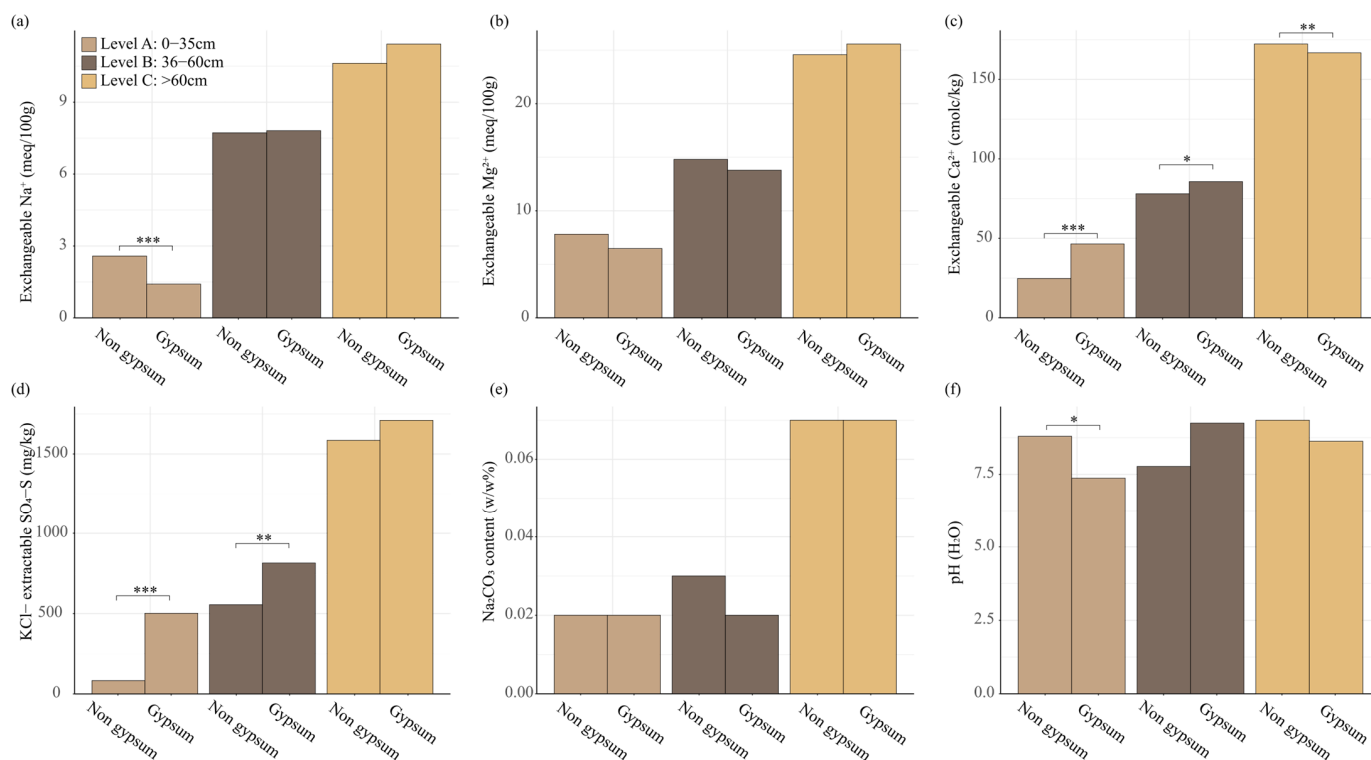 (a)
Level A: 0−35cm
Level B: 36−60cm
Level C: >60cm
Exchangeable Na⁺ (meq/100g)
9
6
3
0
***
Non gypsum
Gypsum
Non gypsum
Gypsum
Non gypsum
Gypsum
(b)
Exchangeable Mg²⁺ (meq/100g)
20
10
0
Non gypsum
Gypsum
Non gypsum
Gypsum
Non gypsum
Gypsum
(c)
Exchangeable Ca²⁺ (cmolc/kg)
150
100
50
0
***
*
**
Non gypsum
Gypsum
Non gypsum
Gypsum
Non gypsum
Gypsum
(d)
KCl− extractable SO₄−S (mg/kg)
1500
1000
500
0
***
**
Non gypsum
Gypsum
Non gypsum
Gypsum
Non gypsum
Gypsum
(e)
Na₂CO₃ content (w/w%)
0.06
0.04
0.02
0.00
Non gypsum
Gypsum
Non gypsum
Gypsum
Non gypsum
Gypsum
(f)
pH (H₂O)
7.5
5.0
2.5
0.0
*
Non gypsum
Gypsum
Non gypsum
Gypsum
Non gypsum
Gypsum